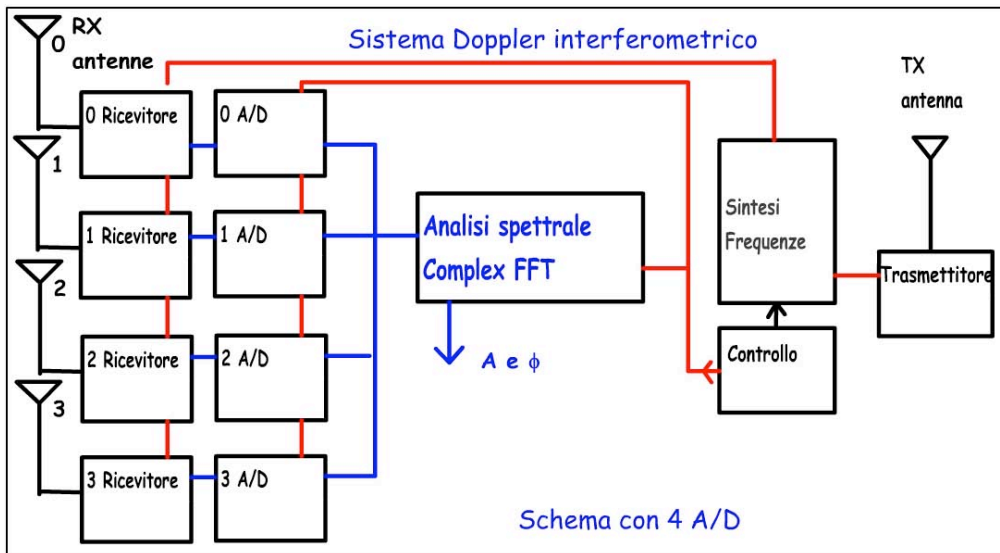 0 RX
antenne
Sistema Doppler interferometrico
TX
antenna
0 Ricevitore
0 A/D
1
1 Ricevitore
1 A/D
Analisi spettrale
Complex FFT
Sintesi
Frequenze
Trasmettitore
2
2 Ricevitore
2 A/D
A e ϕ
Controllo
3
3 Ricevitore
3 A/D
Schema con 4 A/D